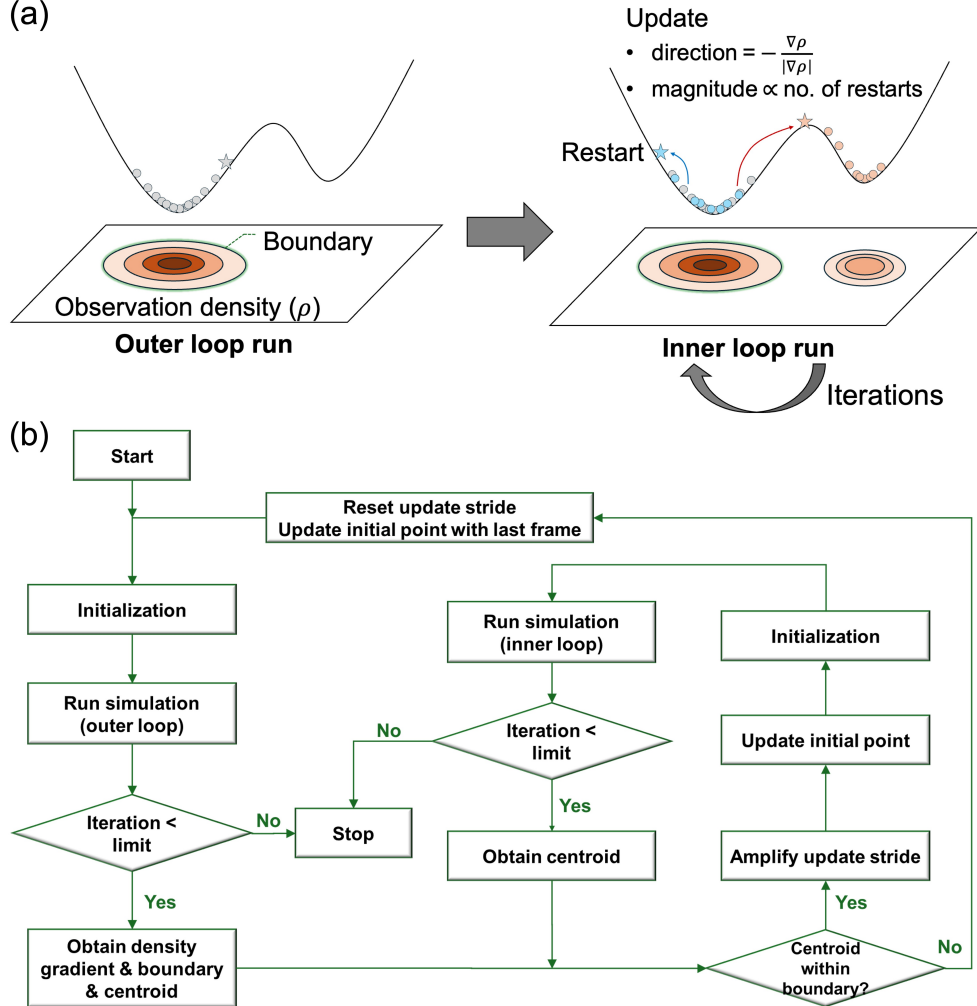 (a)
Update
• direction = −∇ρ/|∇ρ|
• magnitude ∝ no. of restarts
Restart
Boundary
Observation density (ρ)
Outer loop run
Inner loop run
Iterations
(b)
Start
Reset update stride
Update initial point with last frame
Initialization
Run simulation
(inner loop)
Initialization
Run simulation
(outer loop)
No
Iteration <
limit
Update initial point
Iteration <
limit
No
Stop
Yes
Obtain centroid
Amplify update stride
Yes
Yes
Obtain density
gradient & boundary
& centroid
Centroid
within
boundary?
No